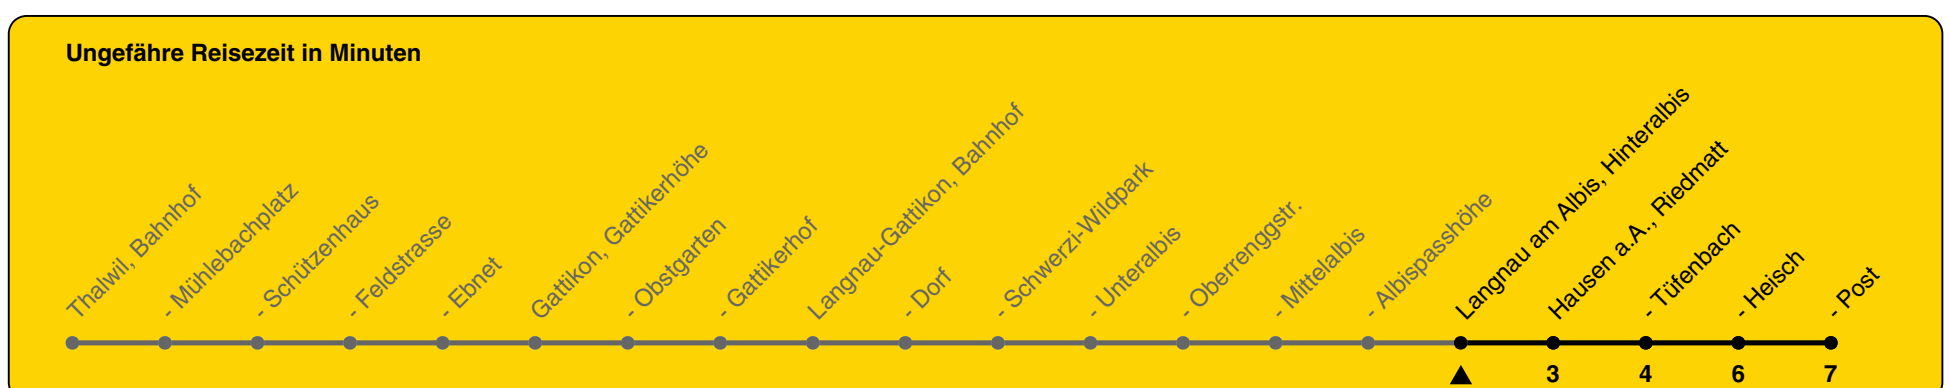 Ungefähre Reisezeit in Minuten
Thalwil, Bahnhof
- Mühlebachplatz
- Schützenhaus
- Feldstrasse
- Ebnet
Gattikon, Gattikerhöhe
- Obstgarten
- Gattikerhof
Langnau-Gattikon, Bahnhof
- Dorf
- Schwerzi-Wildpark
- Unteralbis
- Oberrenggstr.
- Mittelalbis
- Albispasshöhe
Langnau am Albis, Hinteralbis
Hausen a.A., Riedmatt
- Tüfenbach
- Heisch
- Post
3 4 6 7